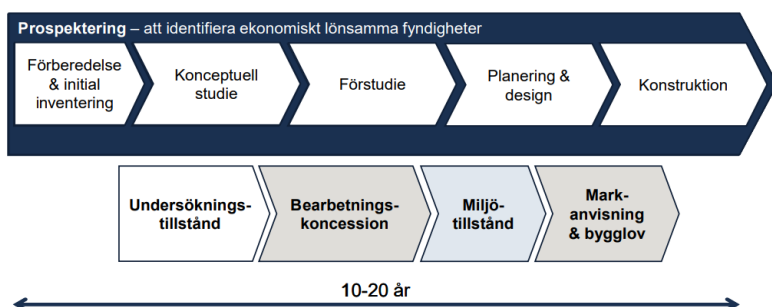 Prospektering – att identifiera ekonomiskt lönsamma fyndigheter
Förberedelse
& initial
inventering
Konceptuell
studie
Förstudie
Planering &
design
Konstruktion
Undersöknings-
tillstånd
Bearbetnings-
koncession
Miljö-
tillstånd
Mark-
anvisning
& bygglov
10-20 år